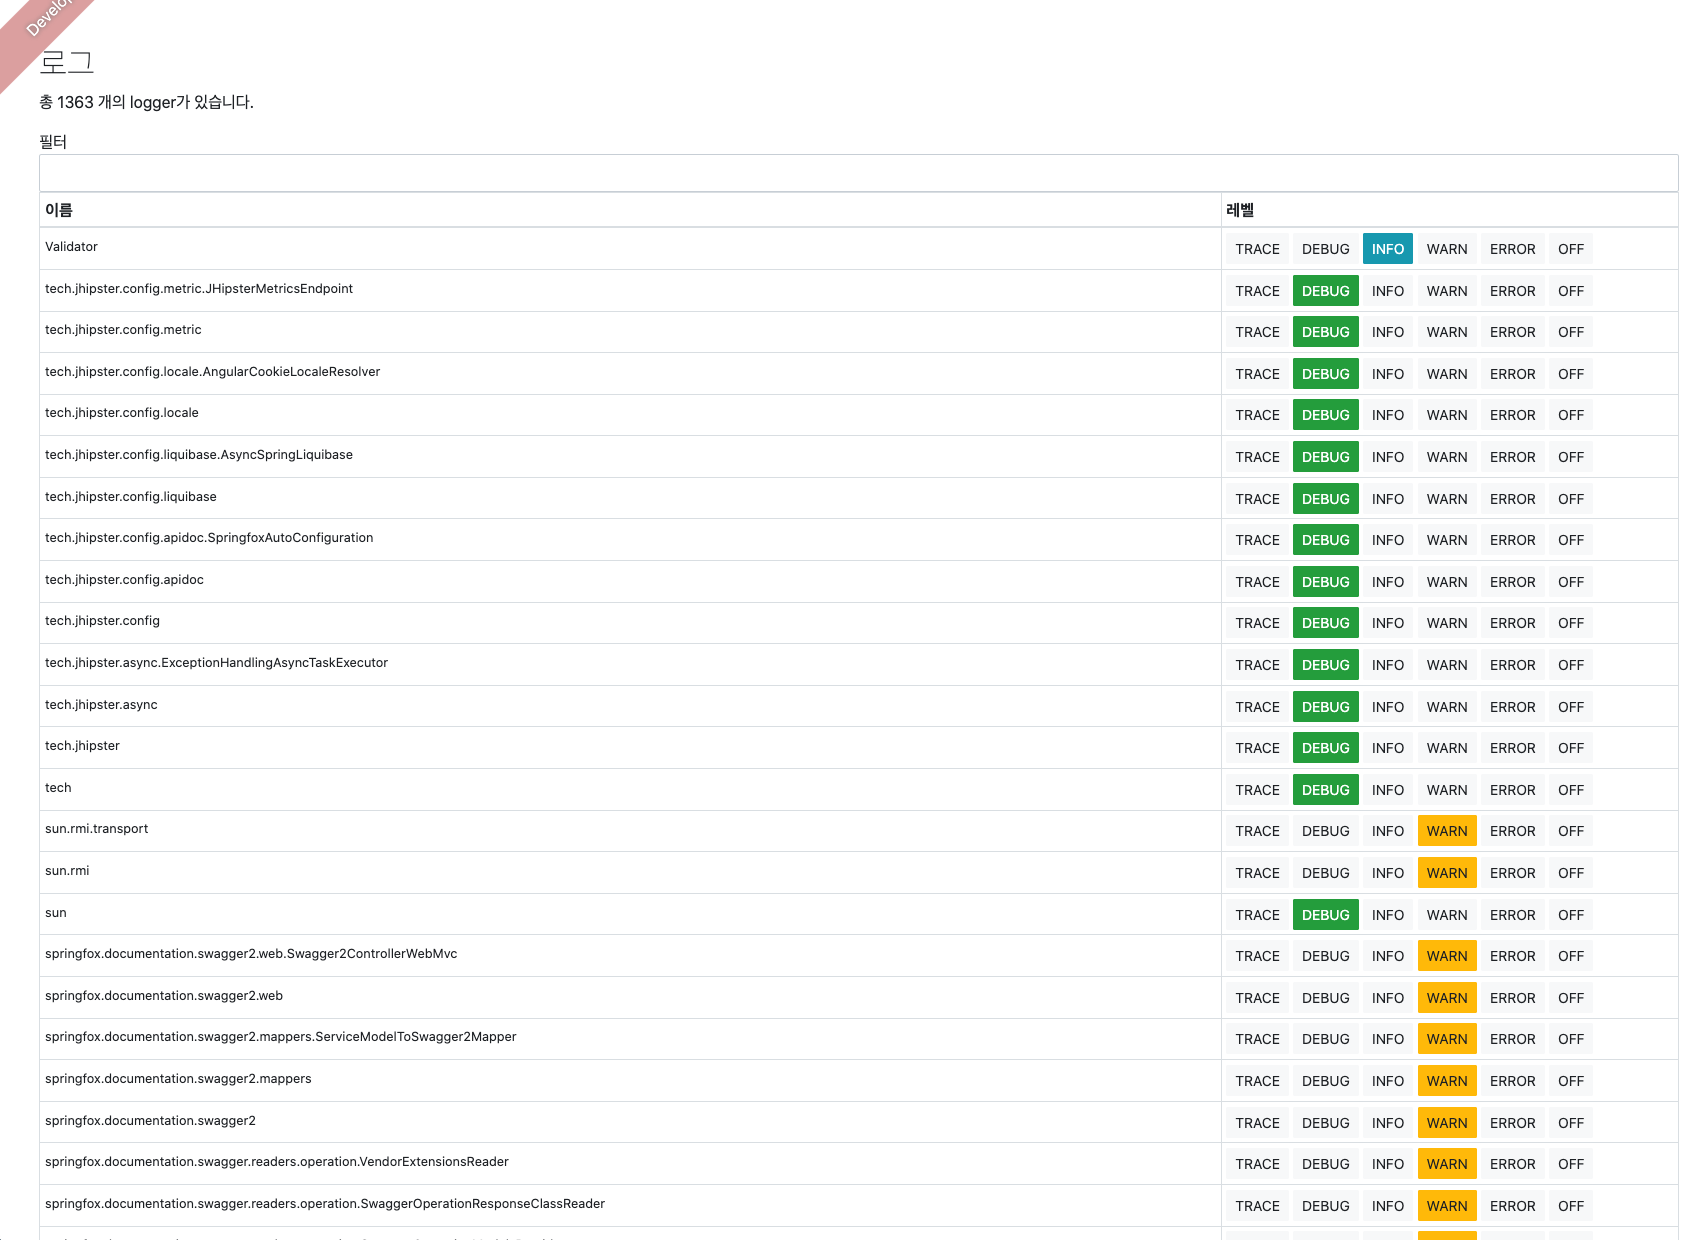 Develop
로그
총 1363 개의 logger가 있습니다.
필터
이름 레벨
Validator TRACE DEBUG INFO WARN ERROR OFF
tech.jhipster.config.metric.JHipsterMetricsEndpoint TRACE DEBUG INFO WARN ERROR OFF
tech.jhipster.config.metric TRACE DEBUG INFO WARN ERROR OFF
tech.jhipster.config.locale.AngularCookieLocaleResolver TRACE DEBUG INFO WARN ERROR OFF
tech.jhipster.config.locale TRACE DEBUG INFO WARN ERROR OFF
tech.jhipster.config.liquibase.AsyncSpringLiquibase TRACE DEBUG INFO WARN ERROR OFF
tech.jhipster.config.liquibase TRACE DEBUG INFO WARN ERROR OFF
tech.jhipster.config.apidoc.SpringfoxAutoConfiguration TRACE DEBUG INFO WARN ERROR OFF
tech.jhipster.config.apidoc TRACE DEBUG INFO WARN ERROR OFF
tech.jhipster.config TRACE DEBUG INFO WARN ERROR OFF
tech.jhipster.async.ExceptionHandlingAsyncTaskExecutor TRACE DEBUG INFO WARN ERROR OFF
tech.jhipster.async TRACE DEBUG INFO WARN ERROR OFF
tech.jhipster TRACE DEBUG INFO WARN ERROR OFF
tech TRACE DEBUG INFO WARN ERROR OFF
sun.rmi.transport TRACE DEBUG INFO WARN ERROR OFF
sun.rmi TRACE DEBUG INFO WARN ERROR OFF
sun TRACE DEBUG INFO WARN ERROR OFF
springfox.documentation.swagger2.web.Swagger2ControllerWebMvc TRACE DEBUG INFO WARN ERROR OFF
springfox.documentation.swagger2.web TRACE DEBUG INFO WARN ERROR OFF
springfox.documentation.swagger2.mappers.ServiceModelToSwagger2Mapper TRACE DEBUG INFO WARN ERROR OFF
springfox.documentation.swagger2.mappers TRACE DEBUG INFO WARN ERROR OFF
springfox.documentation.swagger2 TRACE DEBUG INFO WARN ERROR OFF
springfox.documentation.swagger.readers.operation.VendorExtensionsReader TRACE DEBUG INFO WARN ERROR OFF
springfox.documentation.swagger.readers.operation.SwaggerOperationResponseClassReader TRACE DEBUG INFO WARN ERROR OFF